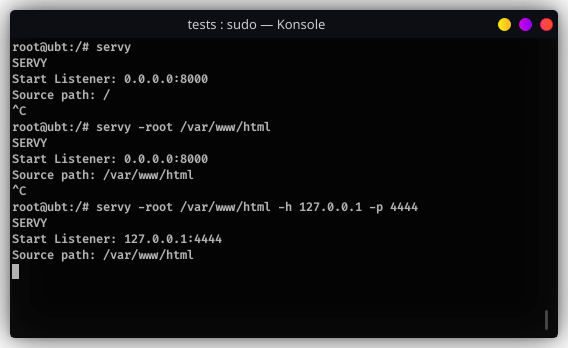 tests : sudo — Konsole
root@ubt:/# servy
SERVY
Start Listener: 0.0.0.0:8000
Source path: /
^C
root@ubt:/# servy -root /var/www/html
SERVY
Start Listener: 0.0.0.0:8000
Source path: /var/www/html
^C
root@ubt:/# servy -root /var/www/html -h 127.0.0.1 -p 4444
SERVY
Start Listener: 127.0.0.1:4444
Source path: /var/www/html